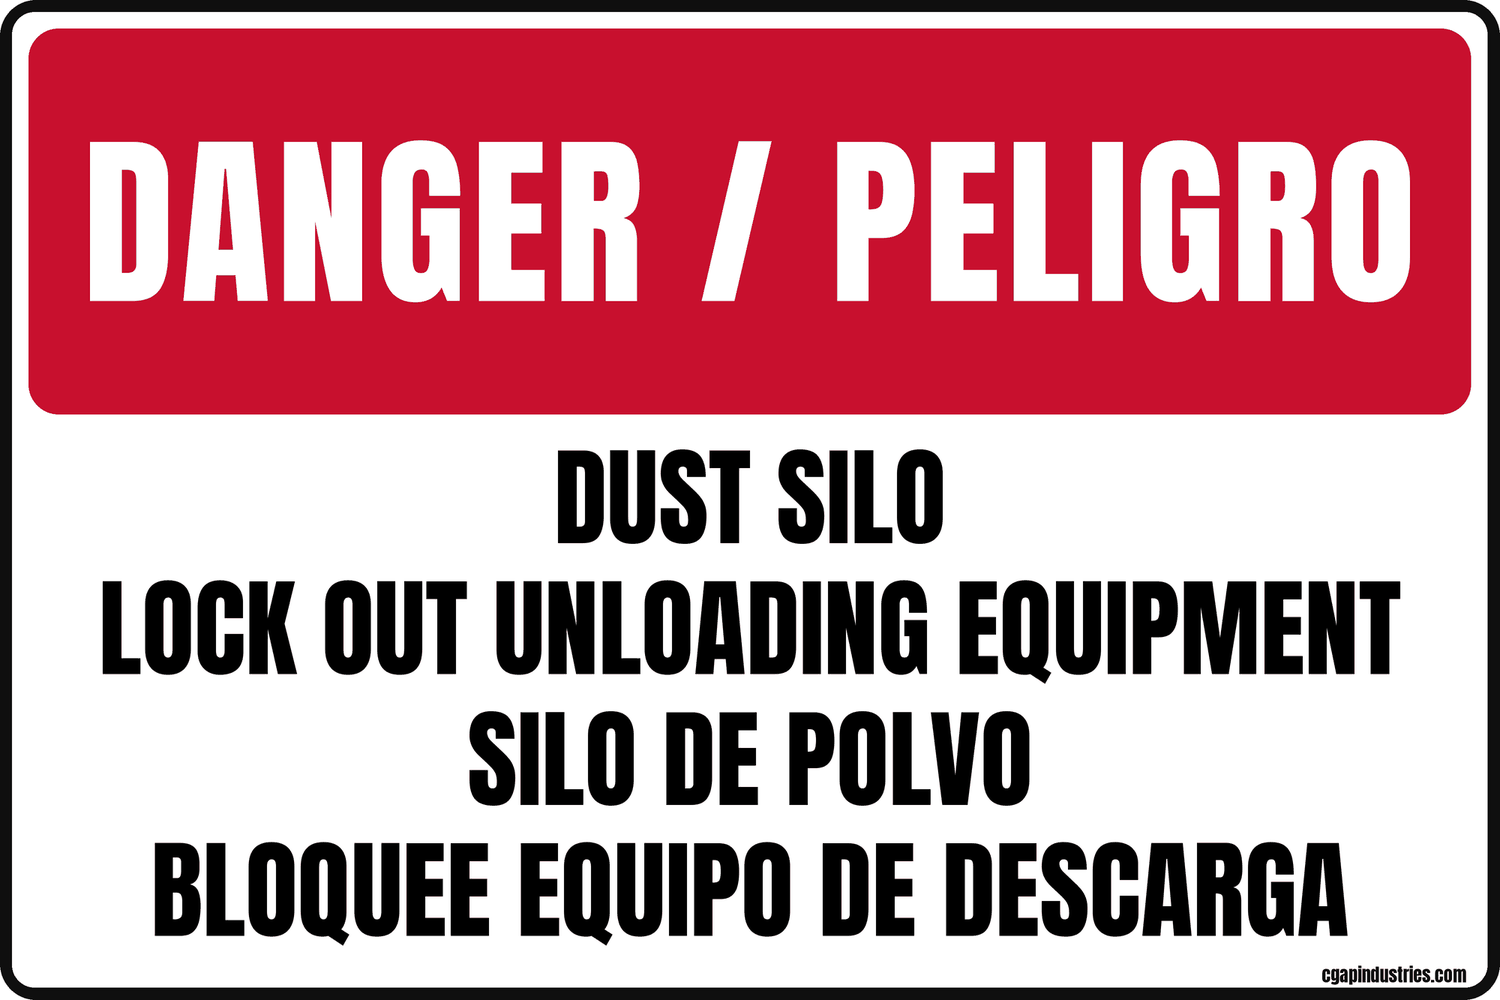 DANGER / PELIGRO
DUST SILO
LOCK OUT UNLOADING EQUIPMENT
SILO DE POLVO
BLOQUEE EQUIPO DE DESCARGA
cgapindustries.com